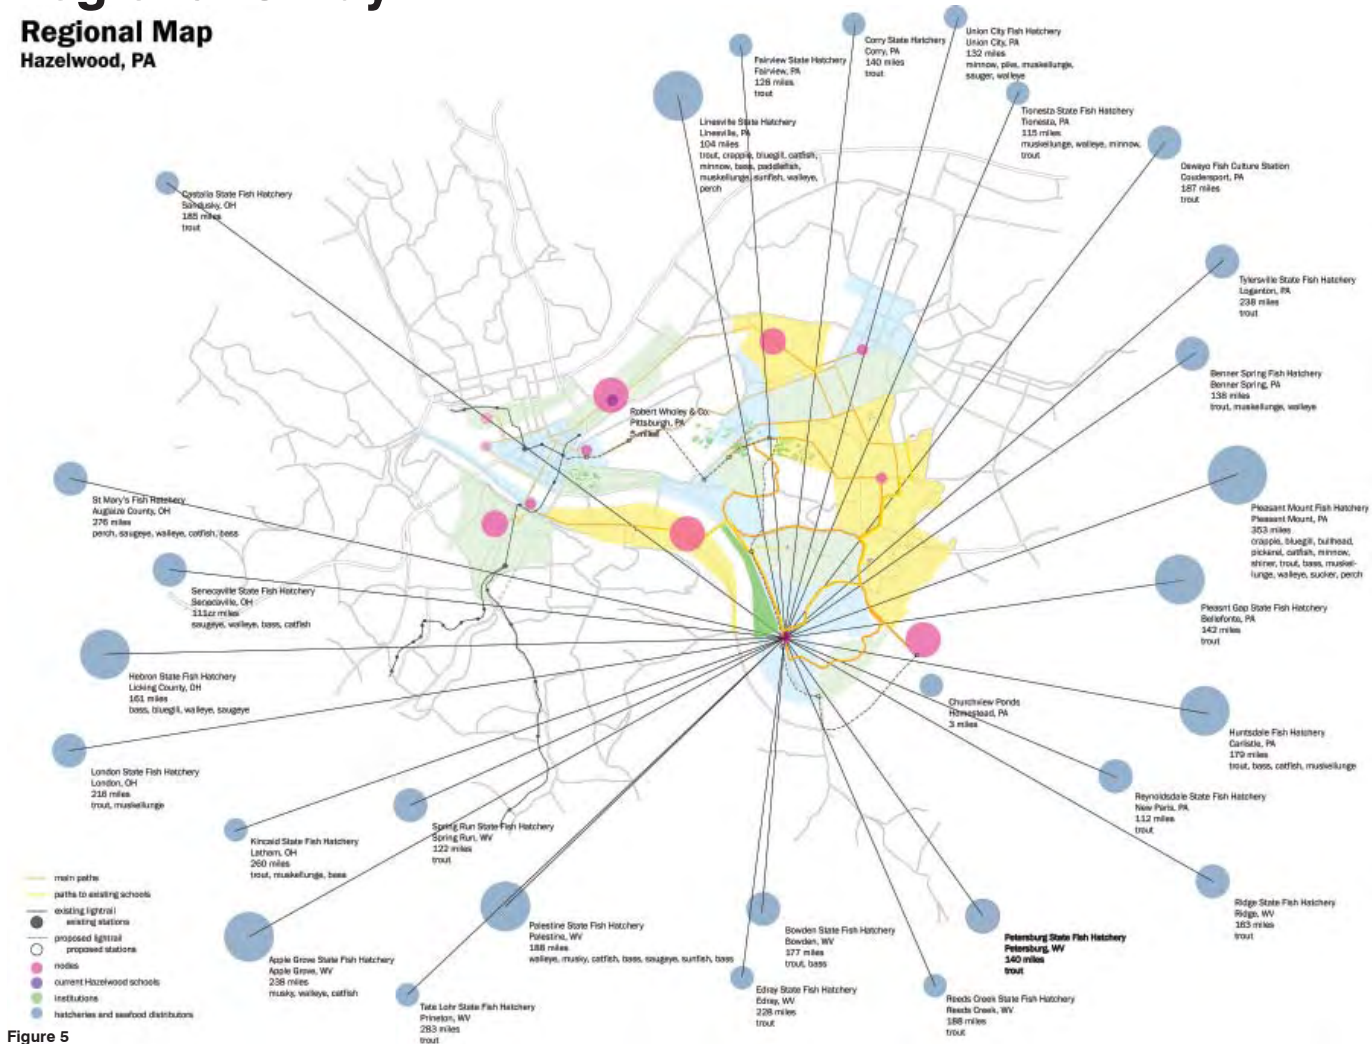 Regional Map
Hazelwood, PA
Corry State Hatchery
Corry, PA
140 miles
trout
Union City Fish Hatchery
Union City, PA
132 miles
minnow, pike, muskellunge,
sauger, walleye
Fairview State Hatchery
Fairview, PA
126 miles
trout
Linesville State Hatchery
Linesville, PA
104 miles
trout, crappie, bluegill, catfish,
minnow, bass, paddlefish,
muskellunge, sunfish, walleye,
perch
Tionesta State Fish Hatchery
Tionesta, PA
115 miles
muskellunge, walleye, minnow,
trout
Oswayo Fish Culture Station
Coudersport, PA
187 miles
trout
Castalia State Fish Hatchery
Sandusky, OH
185 miles
trout
Tylersville State Fish Hatchery
Loganton, PA
238 miles
trout
Benner Spring Fish Hatchery
Benner Spring, PA
138 miles
trout, muskellunge, walleye
Robert Wholey & Co.
Pittsburgh, PA
5 miles
St Mary's Fish Hatchery
Auglaize County, OH
276 miles
perch, saugeye, walleye, catfish, bass
Pleasant Mount Fish Hatchery
Pleasant Mount, PA
353 miles
crappie, bluegill, bullhead,
pickerel, catfish, minnow,
shiner, trout, bass, muskel-
lunge, walleye, sucker, perch
Senecaville State Fish Hatchery
Senecaville, OH
111zz miles
saugeye, walleye, bass, catfish
Pleasnt Gap State Fish Hatchery
Bellefonte, PA
142 miles
trout
Hebron State Fish Hatchery
Licking County, OH
161 miles
bass, bluegill, walleye, saugeye
Churchview Ponds
Homestead, PA
3 miles
Huntsdale Fish Hatchery
Carlistle, PA
179 miles
trout, bass, catfish, muskellunge
London State Fish Hatchery
London, OH
216 miles
trout, muskellunge
Reynoldsdale State Fish Hatchery
New Paris, PA
112 miles
trout
Spring Run State Fish Hatchery
Spring Run, WV
122 miles
trout
Kincaid State Fish Hatchery
Latham, OH
260 miles
trout, muskellunge, bass
Ridge State Fish Hatchery
Ridge, WV
163 miles
trout
Palestine State Fish Hatchery
Palestine, WV
188 miles
walleye, musky, catfish, bass, saugeye, sunfish, bass
Bowden State Fish Hatchery
Bowden, WV
177 miles
trout, bass
Petersburg State Fish Hatchery
Petersburg, WV
140 miles
trout
Apple Grove State Fish Hatchery
Apple Grove, WV
238 miles
musky, walleye, catfish
Edray State Fish Hatchery
Edray, WV
228 miles
trout
Reeds Creek State Fish Hatchery
Reeds Creek, WV
188 miles
trout
Tate Lohr State Fish Hatchery
Prineton, WV
283 miles
trout
main paths
paths to existing schools
existing lightrail
existing stations
proposed lightrail
proposed stations
nodes
current Hazelwood schools
institutions
hatcheries and seafood distributors
Figure 5